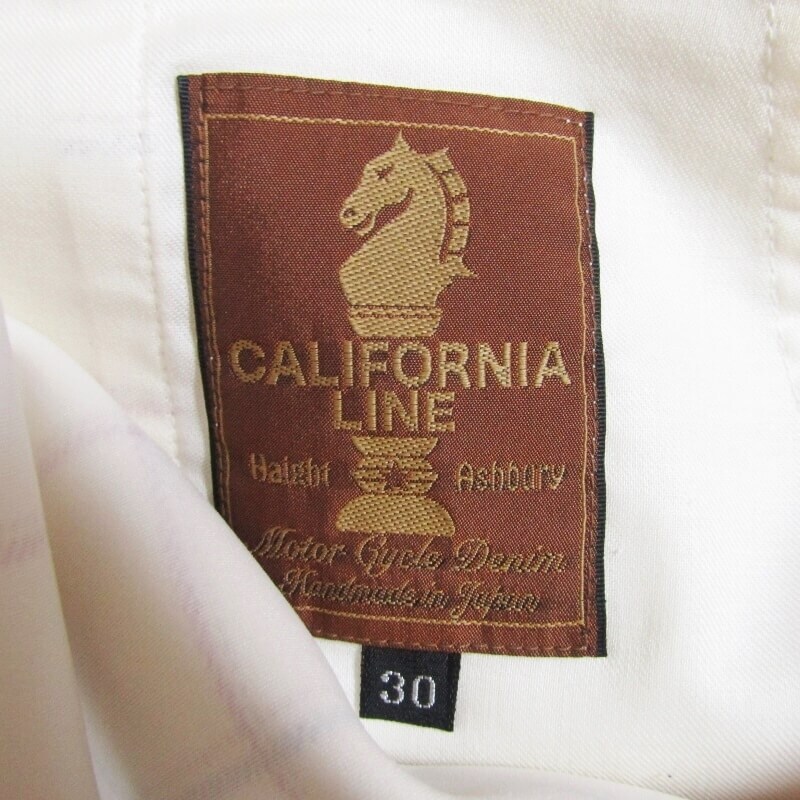 CALIFORNIA
LINE
Haight Ashbury
Motor Cycle Denim
Handmade in Japan
30